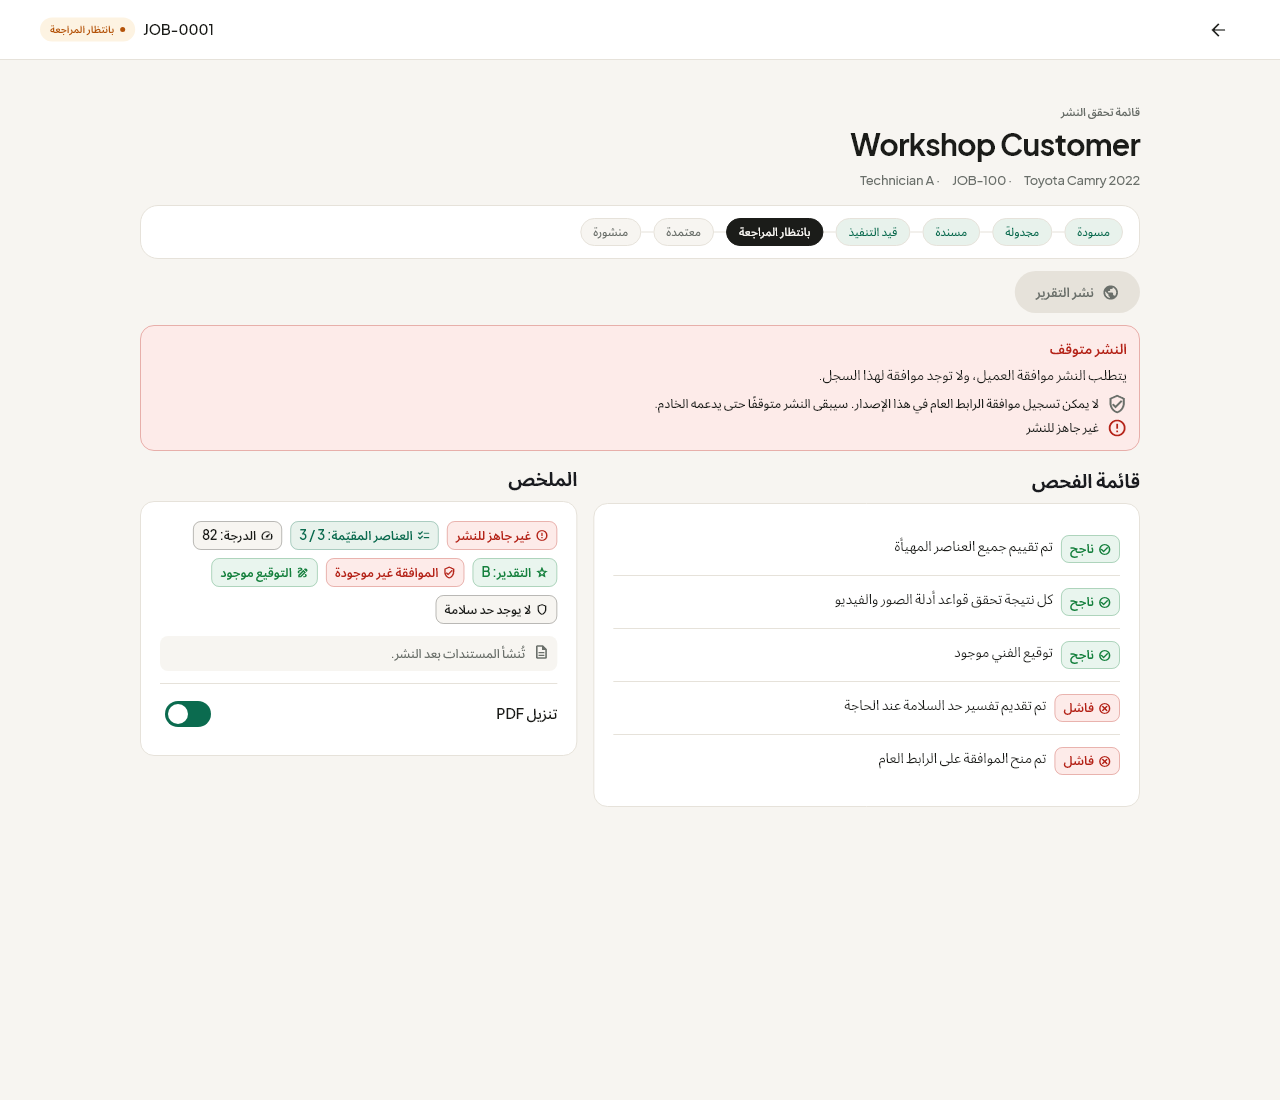 JOB-0001
بانتظار المراجعة
قائمة تحقق النشر
Workshop Customer
Toyota Camry 2022 · JOB-100 · Technician A
مسودة
مجدولة
مسندة
قيد التنفيذ
بانتظار المراجعة
معتمدة
منشورة
نشر التقرير
النشر متوقف
يتطلب النشر موافقة العميل، ولا توجد موافقة لهذا السجل.
لا يمكن تسجيل موافقة الرابط العام في هذا الإصدار. سيبقى النشر متوقفًا حتى يدعمه الخادم.
غير جاهز للنشر
قائمة الفحص
ناجح تم تقييم جميع العناصر المهيأة
ناجح كل نتيجة تحقق قواعد أدلة الصور والفيديو
ناجح توقيع الفني موجود
فاشل تم تقديم تفسير حد السلامة عند الحاجة
فاشل تم منح الموافقة على الرابط العام
الملخص
غير جاهز للنشر
العناصر المقيّمة: 3 / 3
الدرجة: 82
التقدير: B
الموافقة غير موجودة
التوقيع موجود
لا يوجد حد سلامة
تُنشأ المستندات بعد النشر.
تنزيل PDF